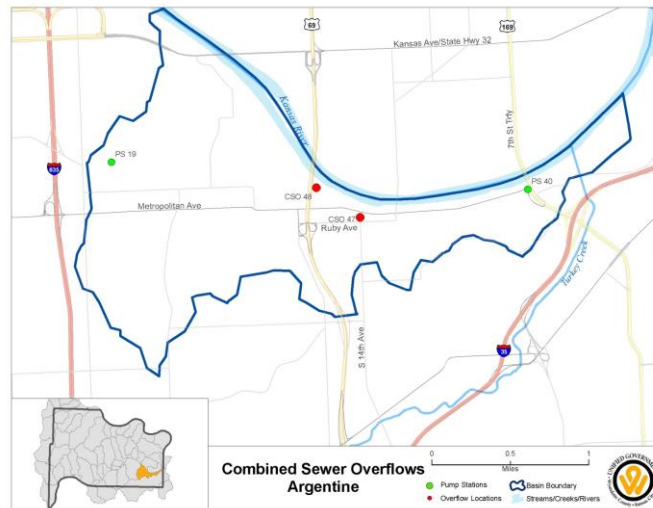 69
169
Kansas Ave/State Hwy 32
7th St Trfy
Kansas River
PS 19
635
PS 40
CSO 48
Metropolitan Ave
CSO 47
Ruby Ave
Turkey Creek
S 14th Ave
35
Combined Sewer Overflows
Argentine
0 0.5 1
Miles
Pump Stations
Basin Boundary
Overflow Locations
Streams/Creeks/Rivers
UNIFIED GOVERNMENT